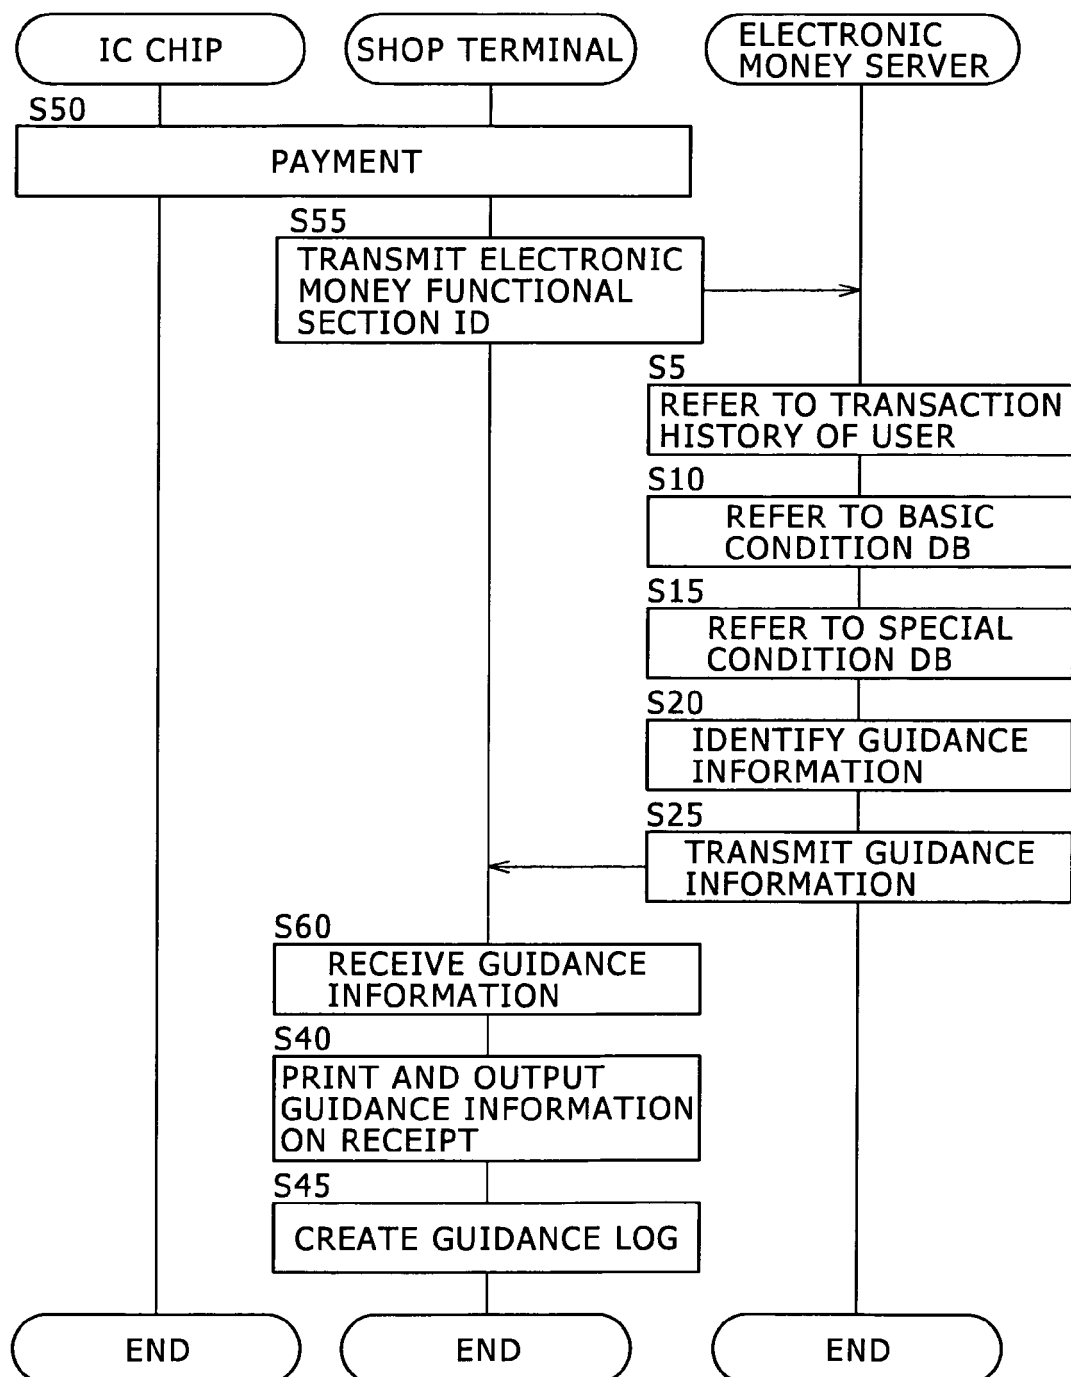 IC CHIP
SHOP TERMINAL
ELECTRONIC
MONEY SERVER
S50
PAYMENT
S55
TRANSMIT ELECTRONIC
MONEY FUNCTIONAL
SECTION ID
S5
REFER TO TRANSACTION
HISTORY OF USER
S10
REFER TO BASIC
CONDITION DB
S15
REFER TO SPECIAL
CONDITION DB
S20
IDENTIFY GUIDANCE
INFORMATION
S25
TRANSMIT GUIDANCE
INFORMATION
S60
RECEIVE GUIDANCE
INFORMATION
S40
PRINT AND OUTPUT
GUIDANCE INFORMATION
ON RECEIPT
S45
CREATE GUIDANCE LOG
END
END
END